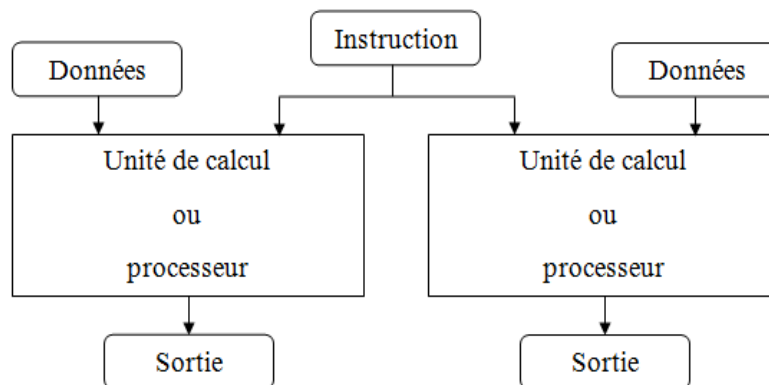 Instruction
Données
Données
Unité de calcul
ou
processeur
Unité de calcul
ou
processeur
Sortie
Sortie